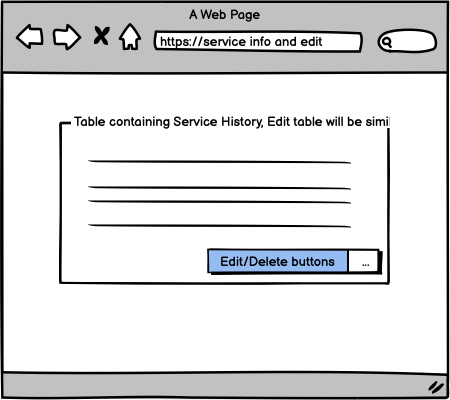 A Web Page
https://service info and edit
Table containing Service History, Edit table will be simi
Edit/Delete buttons
...